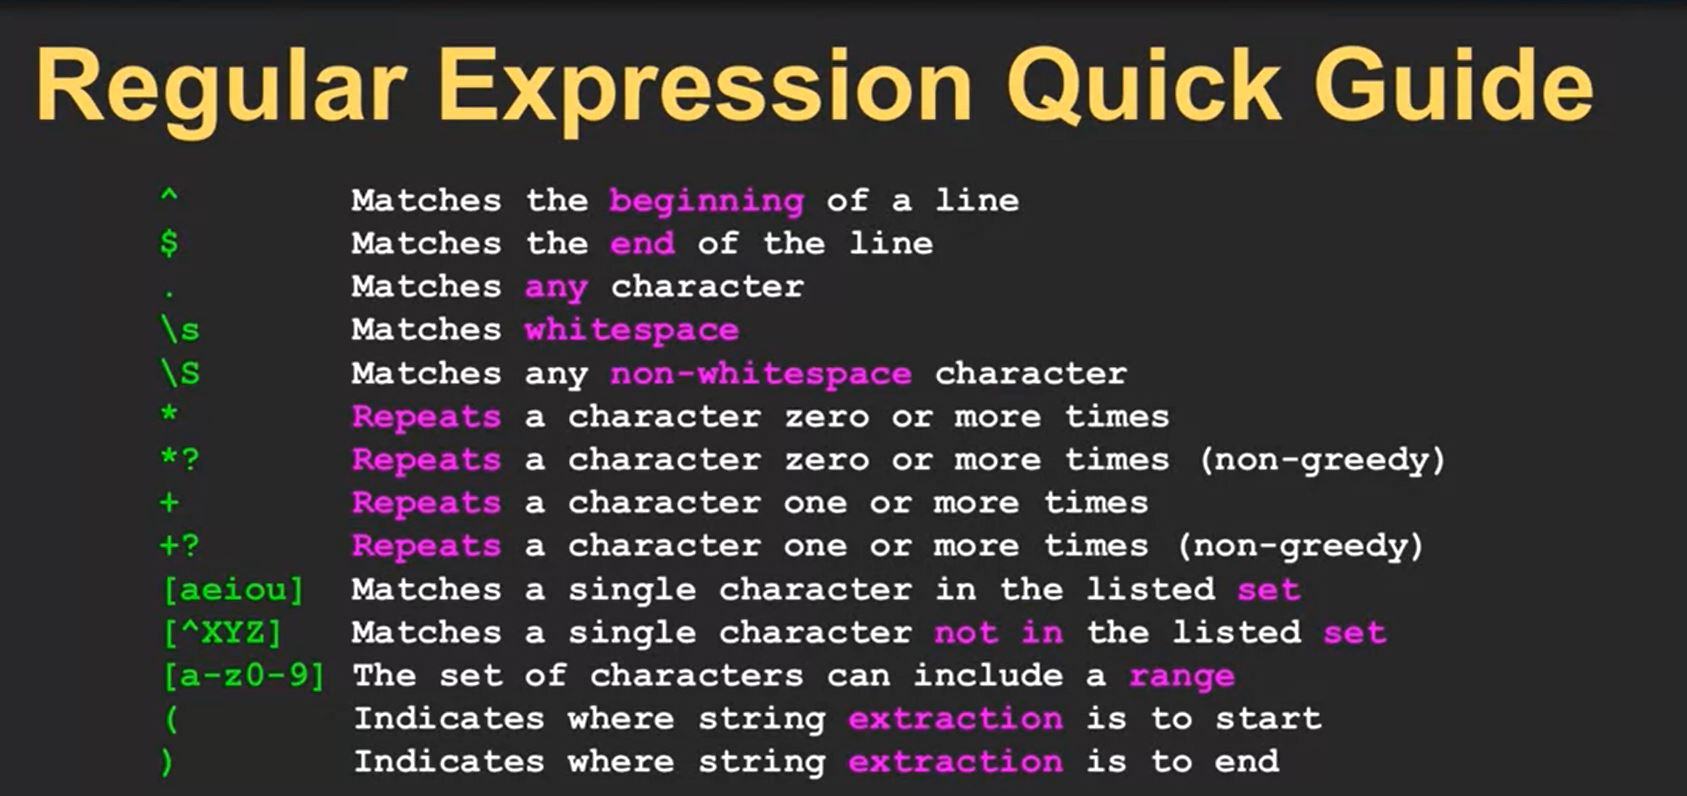 Regular Expression Quick Guide
^ Matches the beginning of a line
$ Matches the end of the line
. Matches any character
\s Matches whitespace
\S Matches any non-whitespace character
* Repeats a character zero or more times
*? Repeats a character zero or more times (non-greedy)
+ Repeats a character one or more times
+? Repeats a character one or more times (non-greedy)
[aeiou] Matches a single character in the listed set
[^XYZ] Matches a single character not in the listed set
[a-z0-9] The set of characters can include a range
( Indicates where string extraction is to start
) Indicates where string extraction is to end